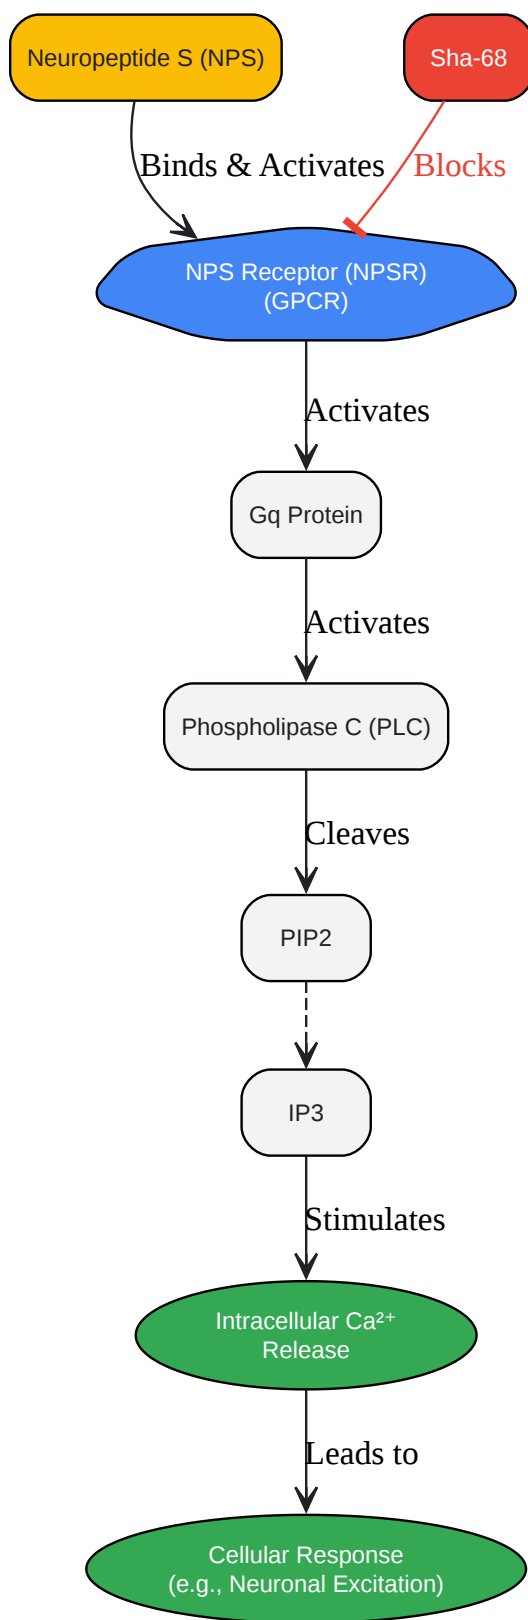 Neuropeptide S (NPS)
Sha-68
Binds & Activates
Blocks
NPS Receptor (NPSR)
(GPCR)
Activates
Gq Protein
Activates
Phospholipase C (PLC)
Cleaves
PIP2
IP3
Stimulates
Intracellular Ca²⁺
Release
Leads to
Cellular Response
(e.g., Neuronal Excitation)